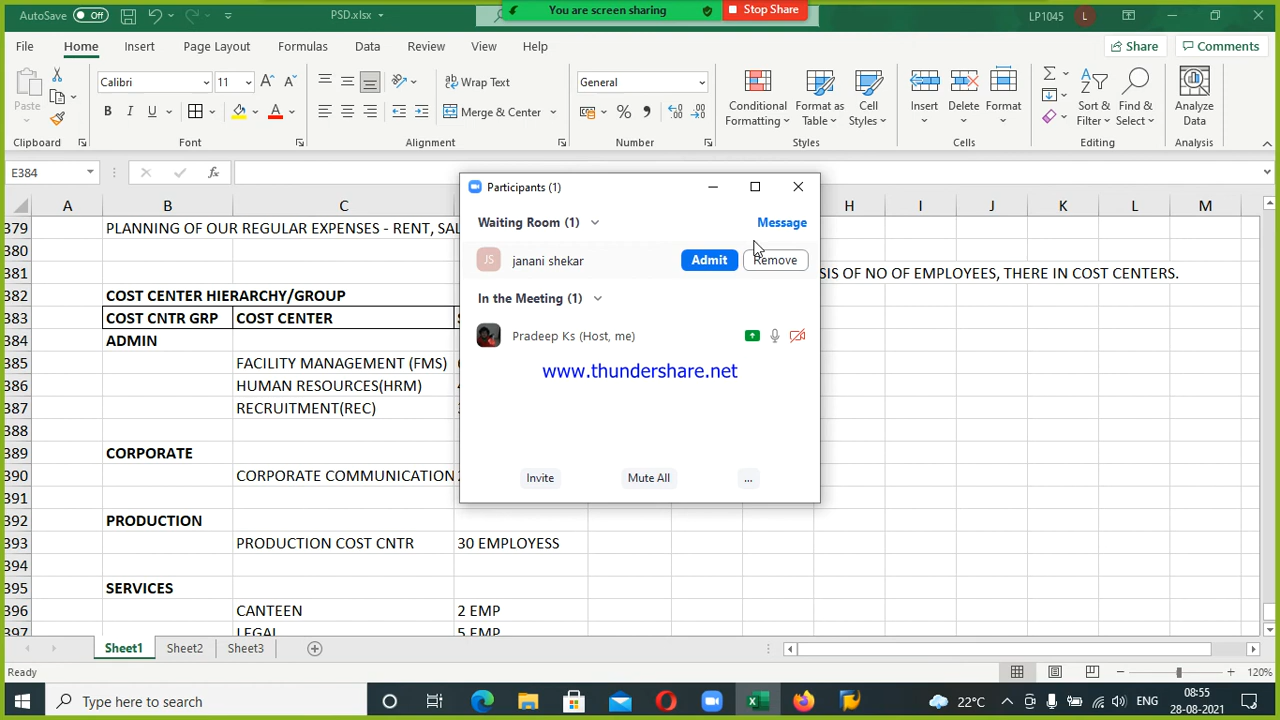 AutoSave Off PSD.xlsx You are screen sharing Stop Share LP1045 L
File Home Insert Page Layout Formulas Data Review View Help Share Comments
Paste Calibri 11 Wrap Text General Conditional Formatting Format as Table Cell Styles Insert Delete Format Sort & Filter Find & Select Analyze Data
B I U A Merge & Center % ,
Clipboard Font Alignment Number Styles Cells Editing Analysis
E384 fx
A B C H I J K L M
379 PLANNING OF OUR REGULAR EXPENSES - RENT, SAL
380
381 SIS OF NO OF EMPLOYEES, THERE IN COST CENTERS.
382 COST CENTER HIERARCHY/GROUP
383 COST CNTR GRP COST CENTER
384 ADMIN
385 FACILITY MANAGEMENT (FMS)
386 HUMAN RESOURCES(HRM)
387 RECRUITMENT(REC)
388
389 CORPORATE
390 CORPORATE COMMUNICATION
391
392 PRODUCTION
393 PRODUCTION COST CNTR 30 EMPLOYESS
394
395 SERVICES
396 CANTEEN 2 EMP
397 LEGAL 5 EMP
Participants (1)
Waiting Room (1) Message
JS janani shekar Admit Remove
In the Meeting (1)
Pradeep Ks (Host, me)
www.thundershare.net
Invite Mute All ...
Sheet1 Sheet2 Sheet3
Ready 120%
Type here to search 22°C ENG 08:55
28-08-2021